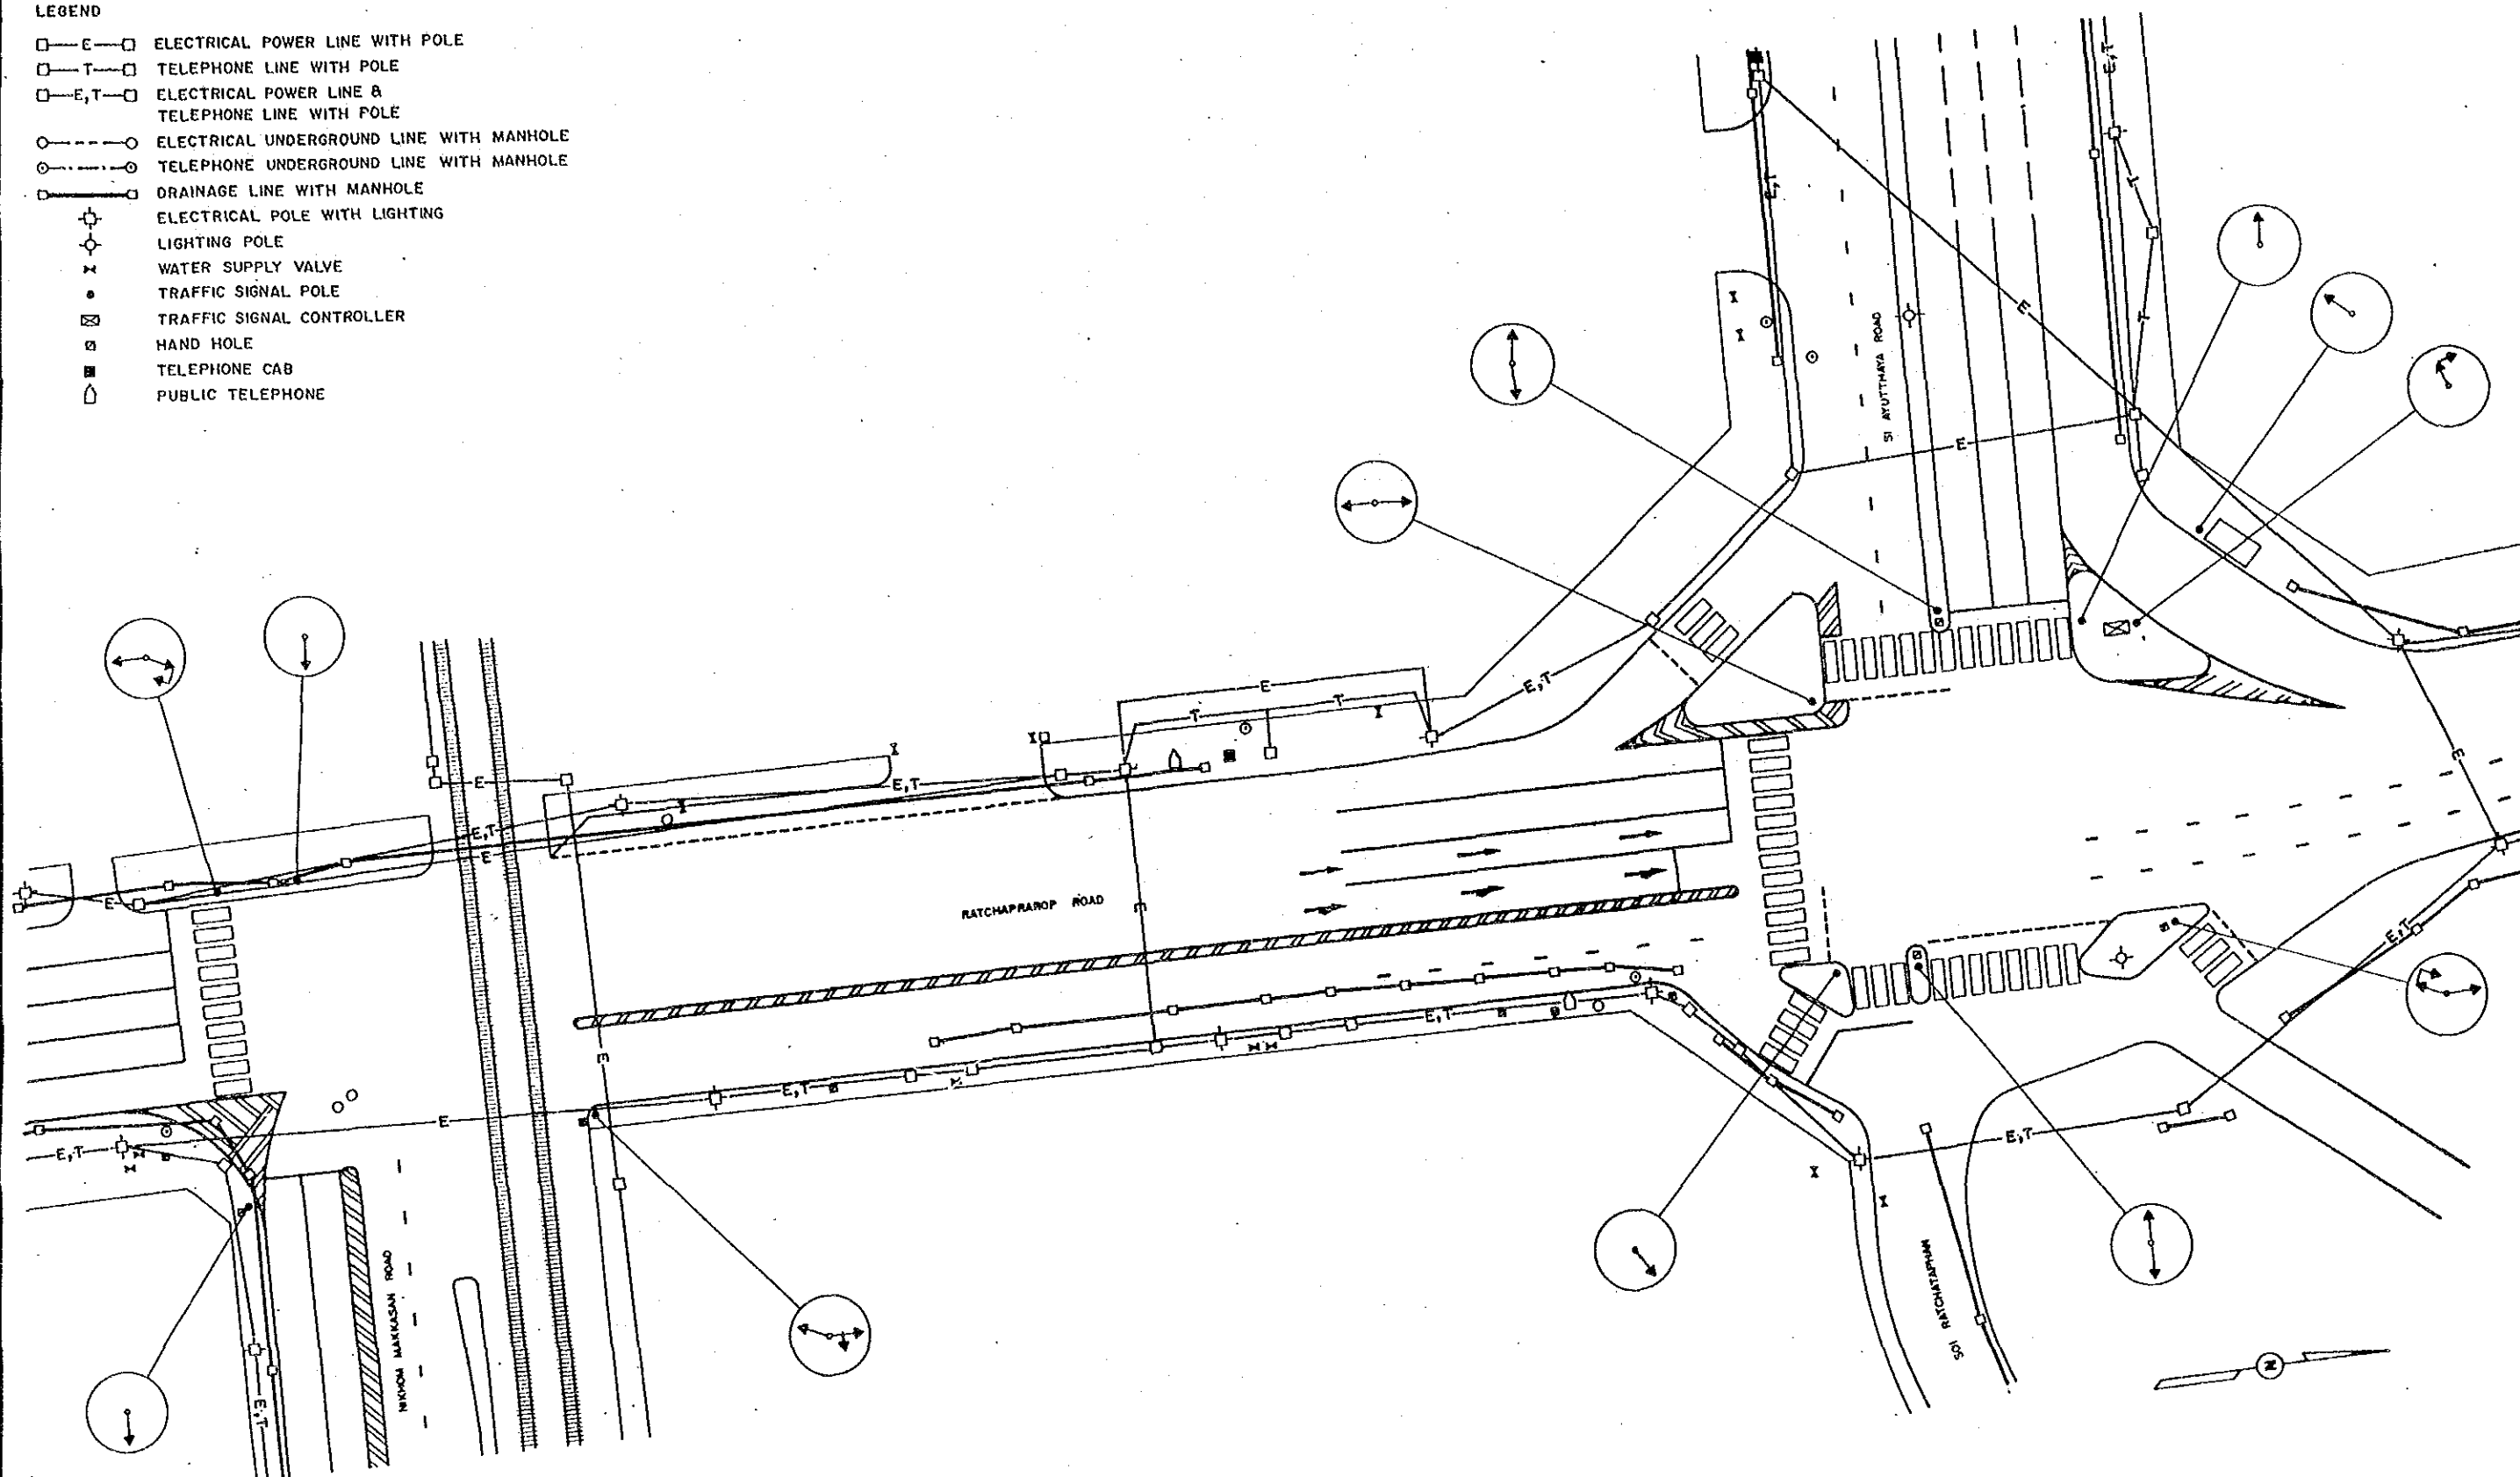 LEGEND
E ELECTRICAL POWER LINE WITH POLE
T TELEPHONE LINE WITH POLE
E,T ELECTRICAL POWER LINE &
TELEPHONE LINE WITH POLE
ELECTRICAL UNDERGROUND LINE WITH MANHOLE
TELEPHONE UNDERGROUND LINE WITH MANHOLE
DRAINAGE LINE WITH MANHOLE
ELECTRICAL POLE WITH LIGHTING
LIGHTING POLE
WATER SUPPLY VALVE
TRAFFIC SIGNAL POLE
TRAFFIC SIGNAL CONTROLLER
HAND HOLE
TELEPHONE CAB
PUBLIC TELEPHONE
E,T
T
E,T
E
T
SI AYUTTHAYA ROAD
E
E
T
T
E,T
E
E,T
E
E,T
E
E
RATCHAPRAROP ROAD
E
E,T
E
E,T
E,T
E
E,T
E,T
NIKHOM MAKKASAN ROAD
SOI RATCHATAPHAN
E,T
N